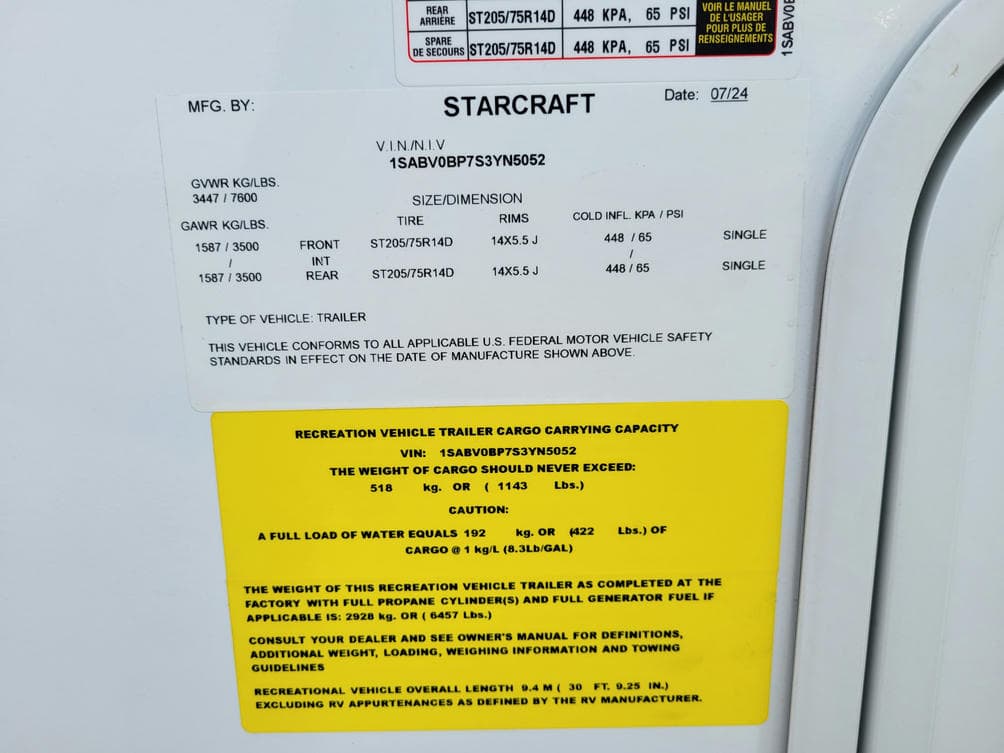 REAR
ARRIÈRE
ST205/75R14D 448 KPA, 65 PSI
SPARE
DE SECOURS
ST205/75R14D 448 KPA, 65 PSI
VOIR LE MANUEL
DE L'USAGER
POUR PLUS DE
RENSEIGNEMENTS
MFG. BY: STARCRAFT Date: 07/24
V.I.N./N.I.V
1SABV0BP7S3YN5052
GVWR KG/LBS.
3447 / 7600
SIZE/DIMENSION
GAWR KG/LBS. TIRE RIMS COLD INFL. KPA / PSI
1587 / 3500 FRONT ST205/75R14D 14X5.5 J 448 / 65 SINGLE
/ INT /
1587 / 3500 REAR ST205/75R14D 14X5.5 J 448 / 65 SINGLE
TYPE OF VEHICLE: TRAILER
THIS VEHICLE CONFORMS TO ALL APPLICABLE U.S. FEDERAL MOTOR VEHICLE SAFETY
STANDARDS IN EFFECT ON THE DATE OF MANUFACTURE SHOWN ABOVE.
RECREATION VEHICLE TRAILER CARGO CARRYING CAPACITY
VIN: 1SABV0BP7S3YN5052
THE WEIGHT OF CARGO SHOULD NEVER EXCEED:
518 kg. OR ( 1143 Lbs.)
CAUTION:
A FULL LOAD OF WATER EQUALS 192 kg. OR (422 Lbs.) OF
CARGO @ 1 kg/L (8.3Lb/GAL)
THE WEIGHT OF THIS RECREATION VEHICLE TRAILER AS COMPLETED AT THE
FACTORY WITH FULL PROPANE CYLINDER(S) AND FULL GENERATOR FUEL IF
APPLICABLE IS: 2928 kg. OR ( 6457 Lbs.)
CONSULT YOUR DEALER AND SEE OWNER'S MANUAL FOR DEFINITIONS,
ADDITIONAL WEIGHT, LOADING, WEIGHING INFORMATION AND TOWING
GUIDELINES
RECREATIONAL VEHICLE OVERALL LENGTH 9.4 M ( 30 FT. 9.25 IN.)
EXCLUDING RV APPURTENANCES AS DEFINED BY THE RV MANUFACTURER.